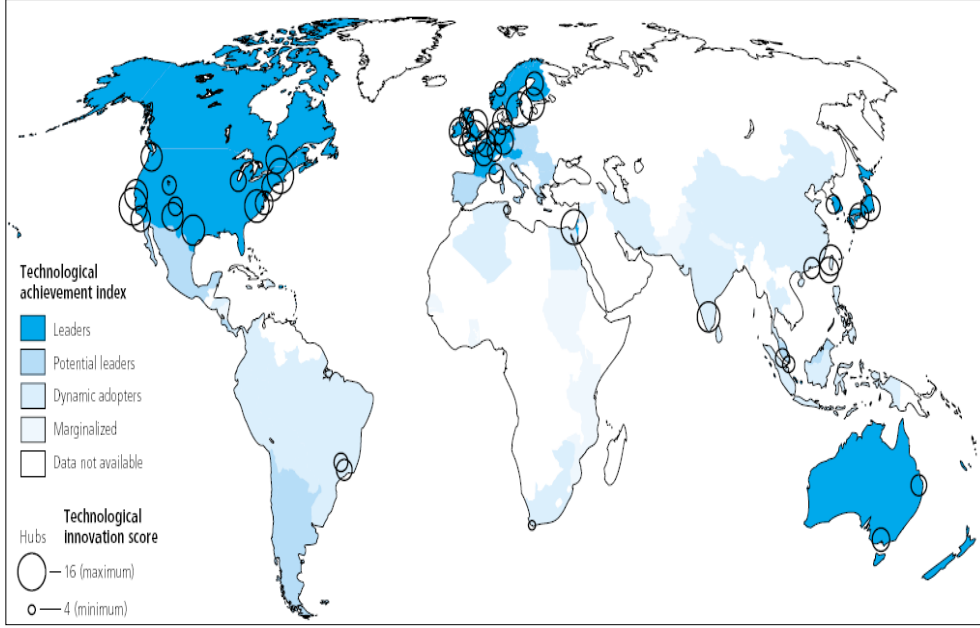 Technological
achievement index
Leaders
Potential leaders
Dynamic adopters
Marginalized
Data not available
Technological
Hubs innovation score
16 (maximum)
4 (minimum)